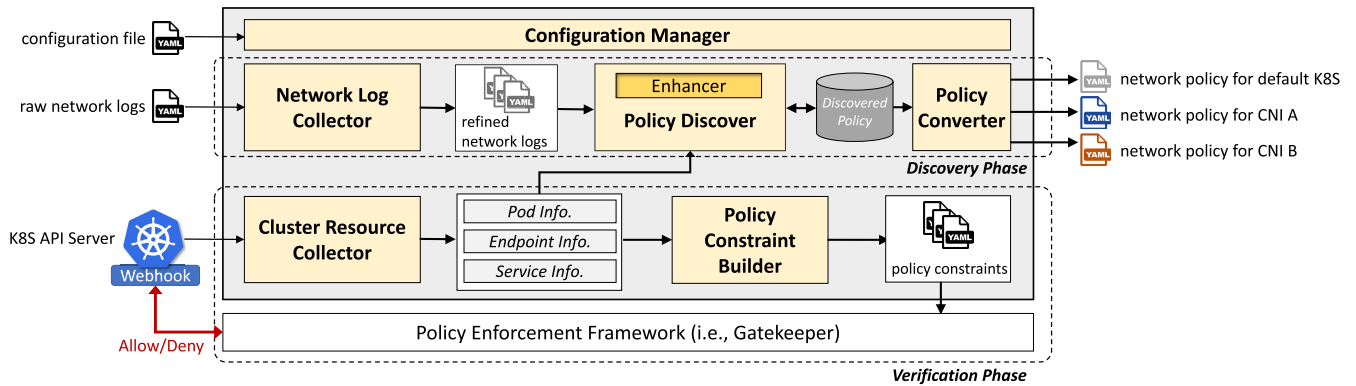 configuration file
YAML
Configuration Manager
raw network logs
YAML
Network Log
Collector
YAML
refined
network logs
Enhancer
Policy Discover
Discovered
Policy
Policy
Converter
YAML
network policy for default K8S
YAML
network policy for CNI A
YAML
network policy for CNI B
Discovery Phase
K8S API Server
Webhook
Cluster Resource
Collector
Pod Info.
Endpoint Info.
Service Info.
Policy
Constraint
Builder
YAML
policy constraints
Allow/Deny
Policy Enforcement Framework (i.e., Gatekeeper)
Verification Phase